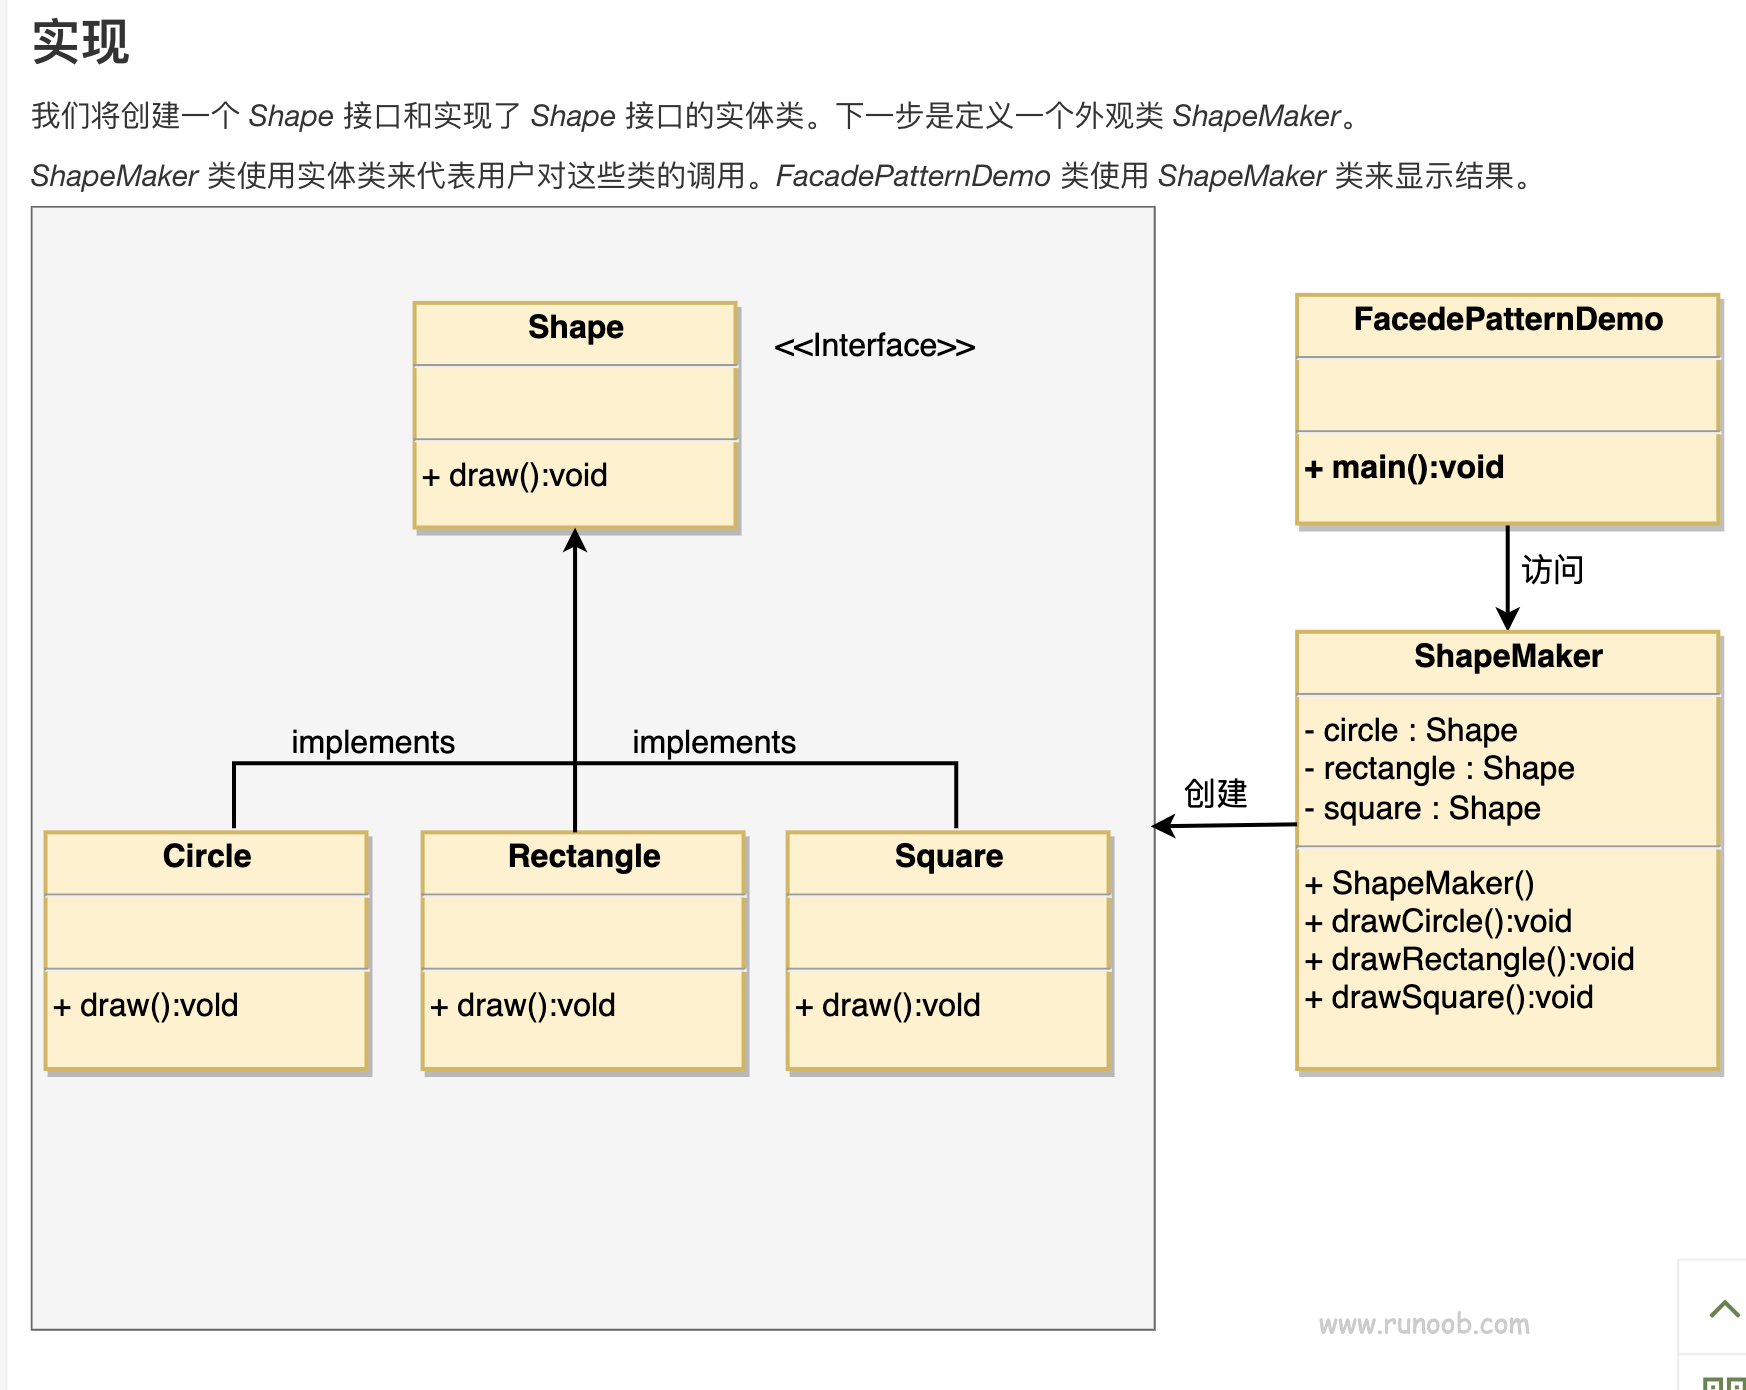 实现
我们将创建一个 Shape 接口和实现了 Shape 接口的实体类。下一步是定义一个外观类 ShapeMaker。
ShapeMaker 类使用实体类来代表用户对这些类的调用。FacadePatternDemo 类使用 ShapeMaker 类来显示结果。
Shape
<<Interface>>
+ draw():void
implements
implements
Circle
+ draw():vold
Rectangle
+ draw():vold
Square
+ draw():vold
FacedePatternDemo
+ main():void
访问
创建
ShapeMaker
- circle : Shape
- rectangle : Shape
- square : Shape
+ ShapeMaker()
+ drawCircle():void
+ drawRectangle():void
+ drawSquare():void
www.runoob.com